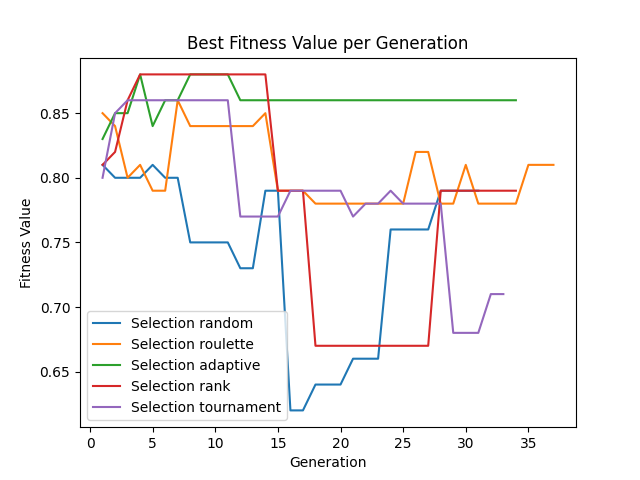 Best Fitness Value per Generation
Fitness Value
0.85
0.80
0.75
0.70
0.65
Selection random
Selection roulette
Selection adaptive
Selection rank
Selection tournament
0 5 10 15 20 25 30 35
Generation